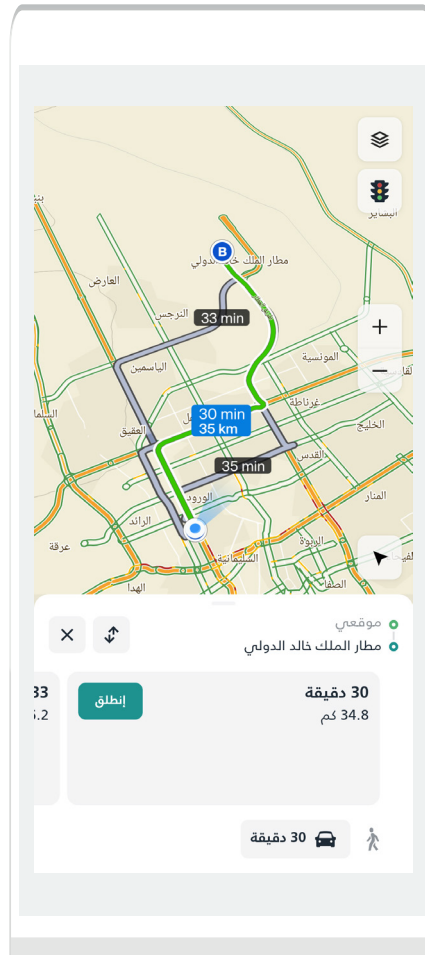 البساير
B
مطار الملك خالد الدولي
العارض
33 min
النرجس
المونسية
الياسمين
غرناطة
30 min
35 km
العقيق
الخليج
القدس
35 min
المنار
الورود
الرائد
عرقة
الربوة
السليمانية
الهدا
الصفا
موقعي
مطار الملك خالد الدولي
30 دقيقة
34.8 كم
إنطلق
33
30 دقيقة